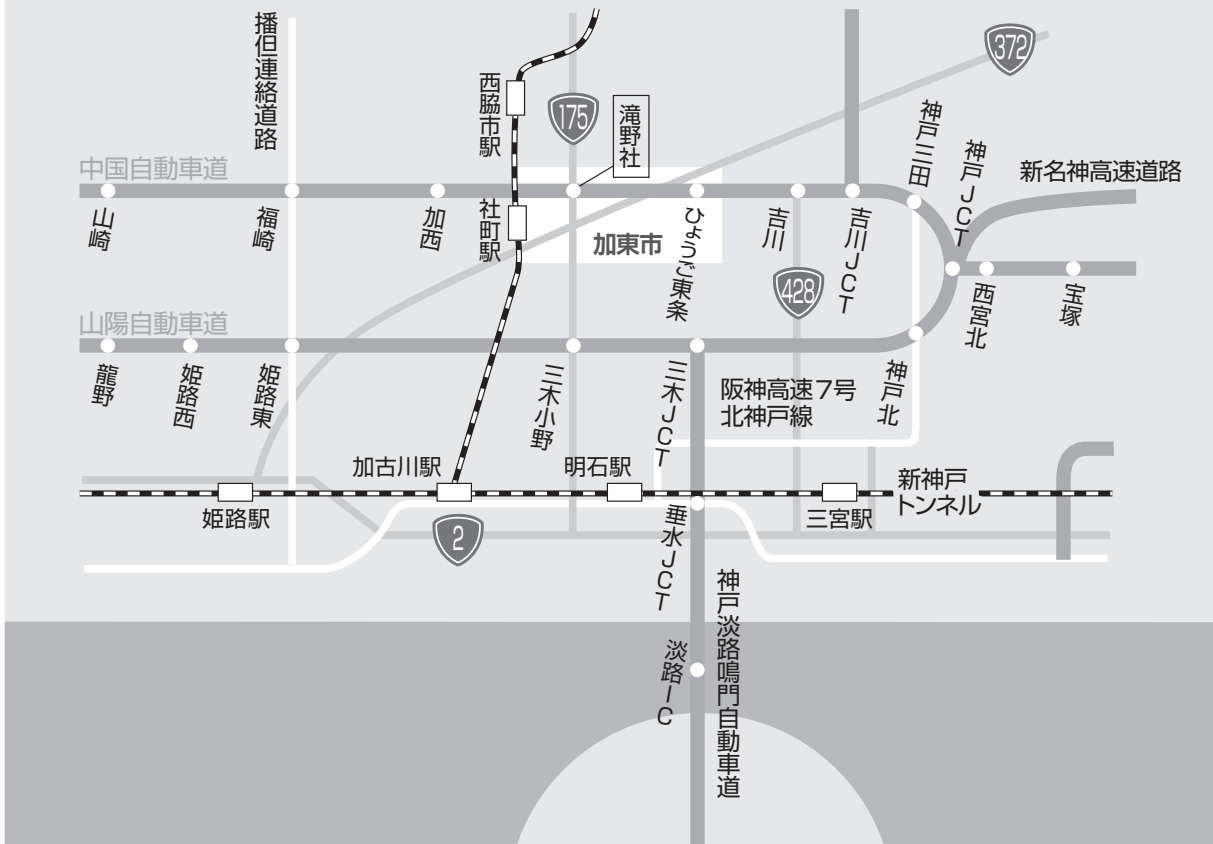 播但連絡道路
西脇市駅
175
滝野社
372
神戸三田
神戸JCT
新名神高速道路
中国自動車道
山崎
福崎
加西
社町駅
加東市
ひょうご東条
吉川
吉川JCT
428
西宮北
宝塚
山陽自動車道
龍野
姫路西
姫路東
三木小野
三木JCT
阪神高速7号
北神戸線
神戸北
加古川駅
明石駅
新神戸
トンネル
姫路駅
2
垂水JCT
三宮駅
神戸淡路鳴門自動車道
淡路IC